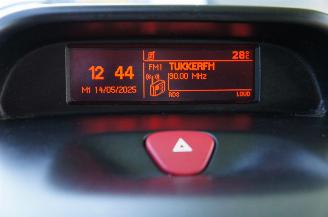 28°C
FM1 TUKKERFM
12 44
90.00 MHz
MI 14/05/2025
RDS LOUD